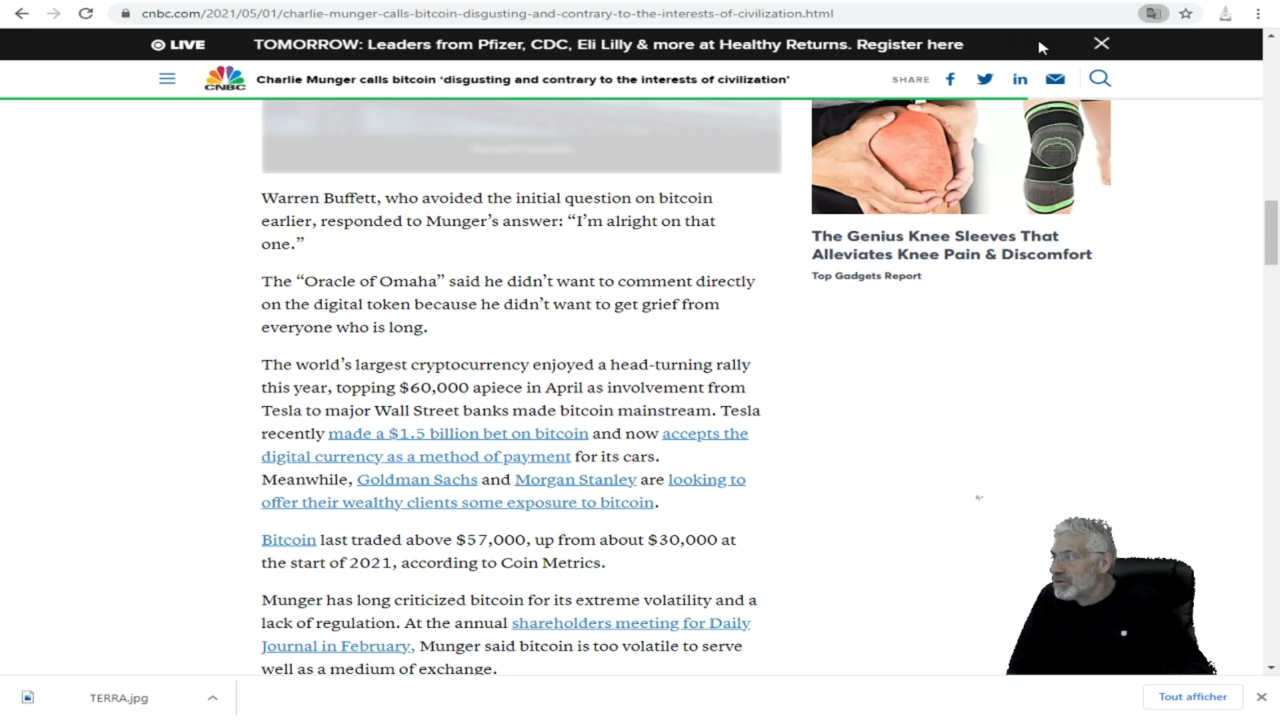 cnbc.com/2021/05/01/charlie-munger-calls-bitcoin-disgusting-and-contrary-to-the-interests-of-civilization.html
LIVE
TOMORROW: Leaders from Pfizer, CDC, Eli Lilly & more at Healthy Returns. Register here
CNBC
Charlie Munger calls bitcoin ‘disgusting and contrary to the interests of civilization’
SHARE
Warren Buffett, who avoided the initial question on bitcoin
earlier, responded to Munger’s answer: “I’m alright on that
one.”
The “Oracle of Omaha” said he didn’t want to comment directly
on the digital token because he didn’t want to get grief from
everyone who is long.
The world’s largest cryptocurrency enjoyed a head-turning rally
this year, topping $60,000 apiece in April as involvement from
Tesla to major Wall Street banks made bitcoin mainstream. Tesla
recently made a $1.5 billion bet on bitcoin and now accepts the
digital currency as a method of payment for its cars.
Meanwhile, Goldman Sachs and Morgan Stanley are looking to
offer their wealthy clients some exposure to bitcoin.
Bitcoin last traded above $57,000, up from about $30,000 at
the start of 2021, according to Coin Metrics.
Munger has long criticized bitcoin for its extreme volatility and a
lack of regulation. At the annual shareholders meeting for Daily
Journal in February, Munger said bitcoin is too volatile to serve
well as a medium of exchange.
The Genius Knee Sleeves That
Alleviates Knee Pain & Discomfort
Top Gadgets Report
TERRA.jpg
Tout afficher